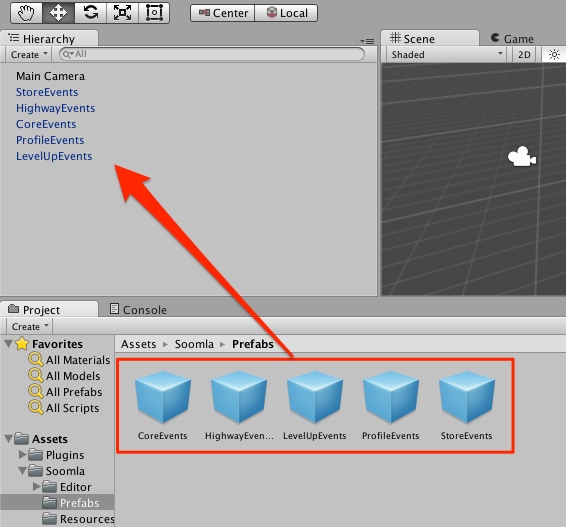 Center Local
Hierarchy
Scene Game
Create All
Shaded 2D
Main Camera
StoreEvents
HighwayEvents
CoreEvents
ProfileEvents
LevelUpEvents
Project Console
Create
Favorites
Assets Soomla Prefabs
All Materials
All Models
All Prefabs
All Scripts
CoreEvents HighwayEven... LevelUpEvents ProfileEvents StoreEvents
Assets
Plugins
Soomla
Editor
Prefabs
Resources